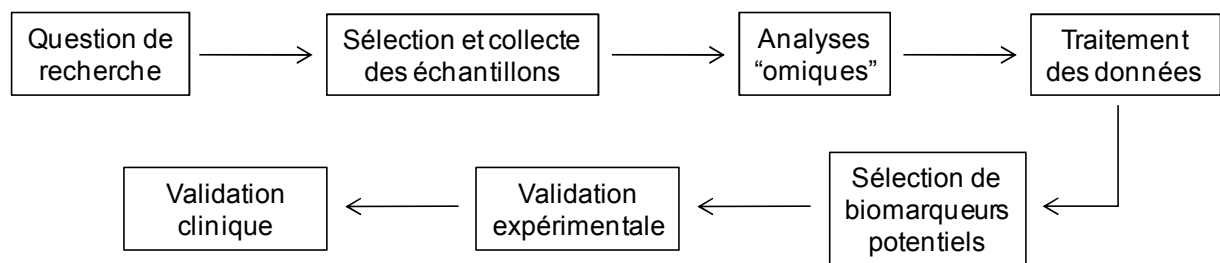 Question de
recherche
Sélection et collecte
des échantillons
Analyses
“omiques”
Traitement
des données
Sélection de
biomarqueurs
potentiels
Validation
expérimentale
Validation
clinique